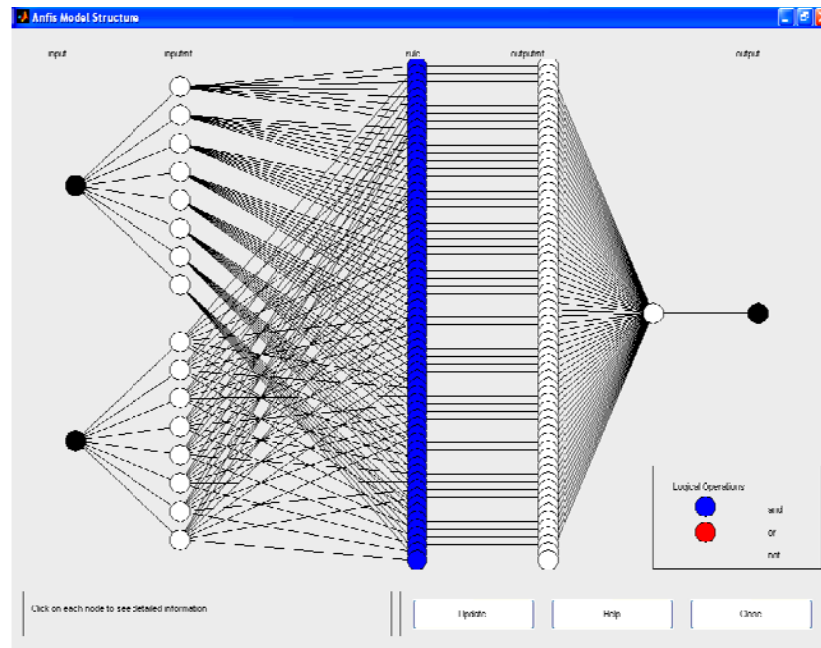 Anfis Model Structure
input inputmf rule outputmf output
Logical Operations
and
or
not
Click on each node to see detailed information
Update Help Close